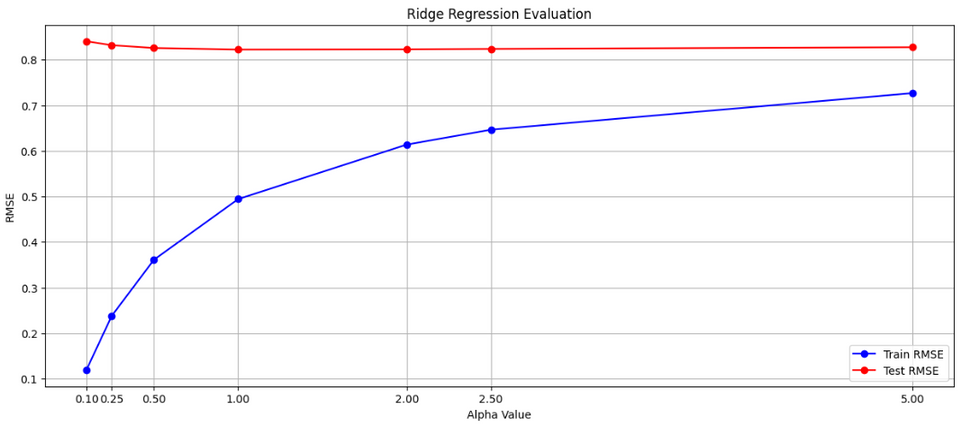 Ridge Regression Evaluation
RMSE
0.8
0.7
0.6
0.5
0.4
0.3
0.2
0.1
0.10 0.25 0.50 1.00 2.00 2.50 5.00
Alpha Value
Train RMSE
Test RMSE